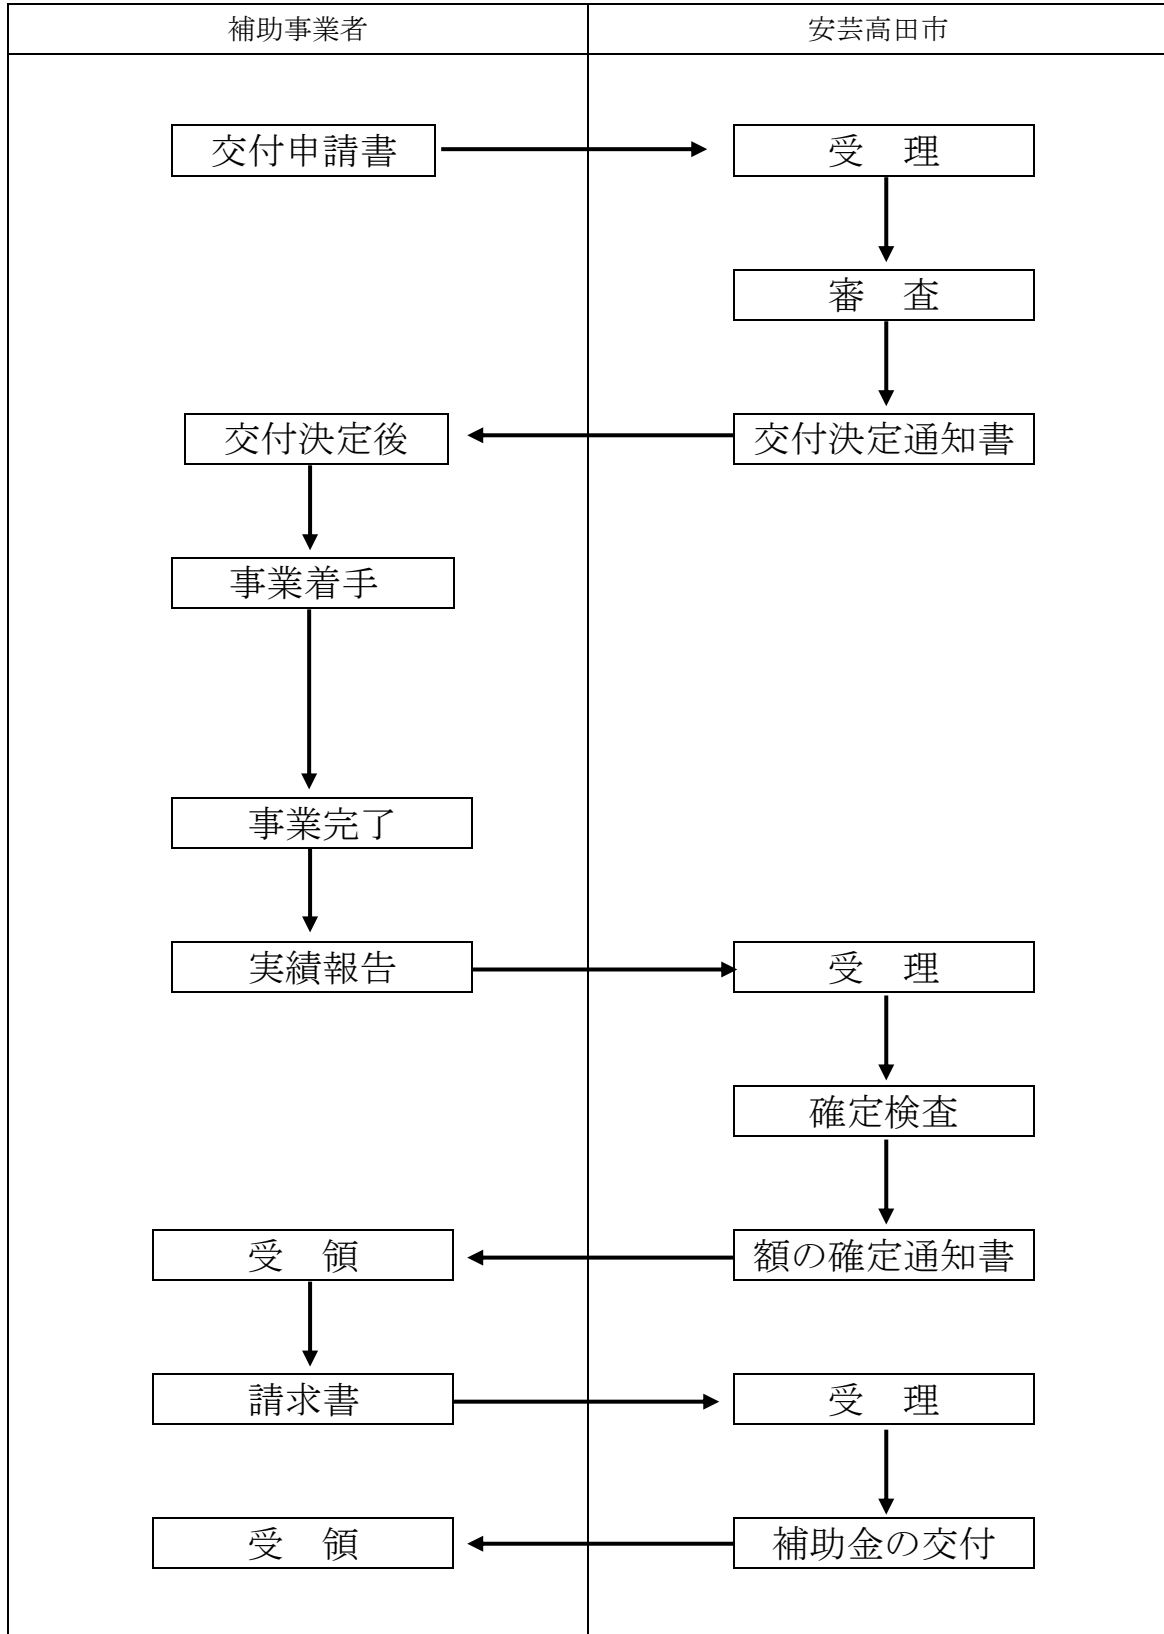 補助事業者 安芸高田市
交付申請書 受　理
審　査
交付決定後 交付決定通知書
事業着手
事業完了
実績報告 受　理
確定検査
受　領 額の確定通知書
請求書 受　理
受　領 補助金の交付